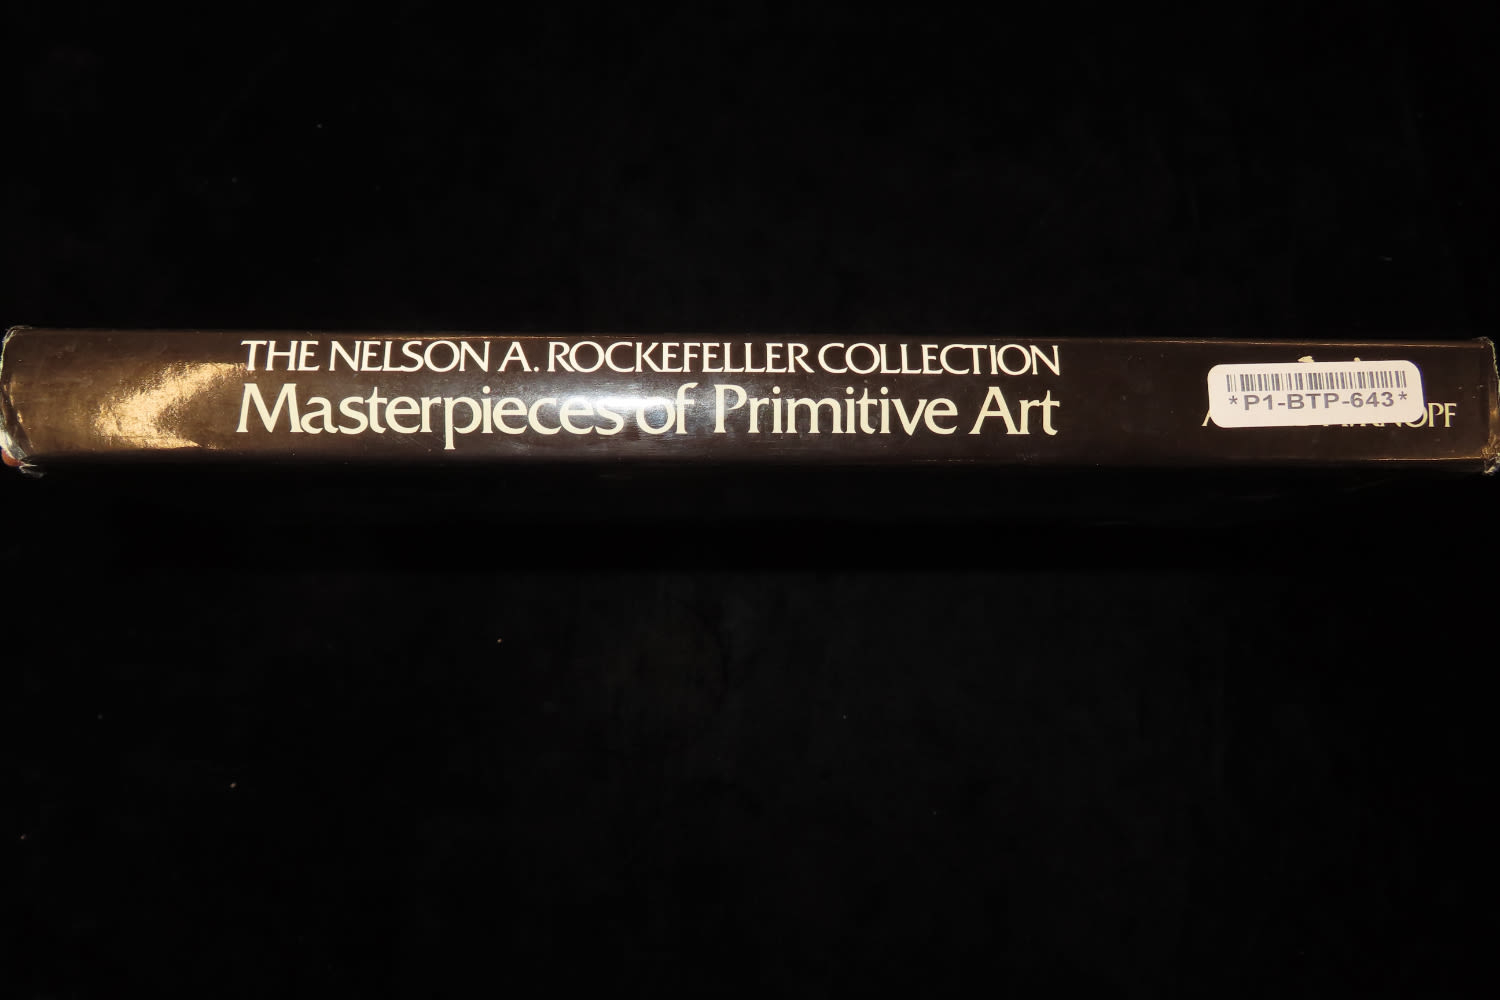 THE NELSON A. ROCKEFELLER COLLECTION
Masterpieces of Primitive Art
*P1-BTP-643*